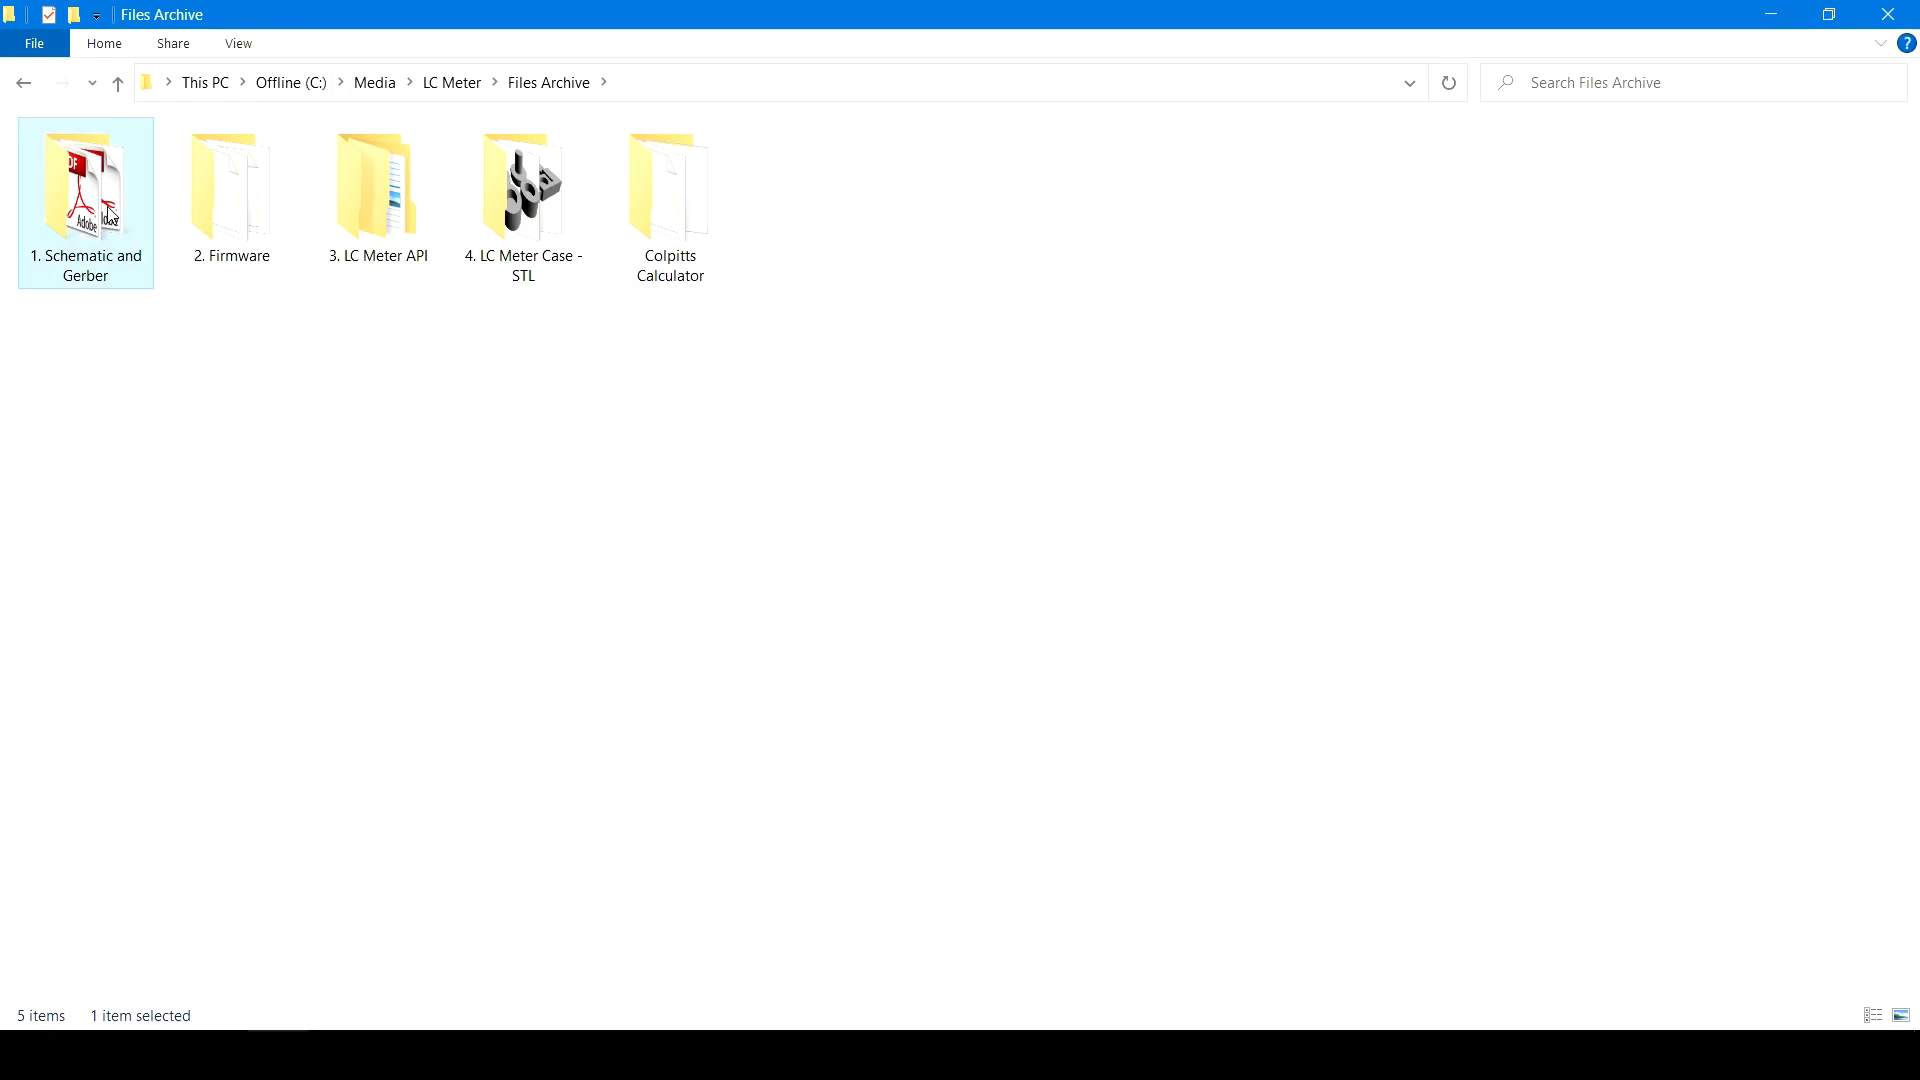 Files Archive
File Home Share View
?
This PC Offline (C:) Media LC Meter Files Archive
Search Files Archive
DF
Adobe
1. Schematic and
Gerber
2. Firmware
3. LC Meter API
4. LC Meter Case -
STL
Colpitts
Calculator
5 items 1 item selected